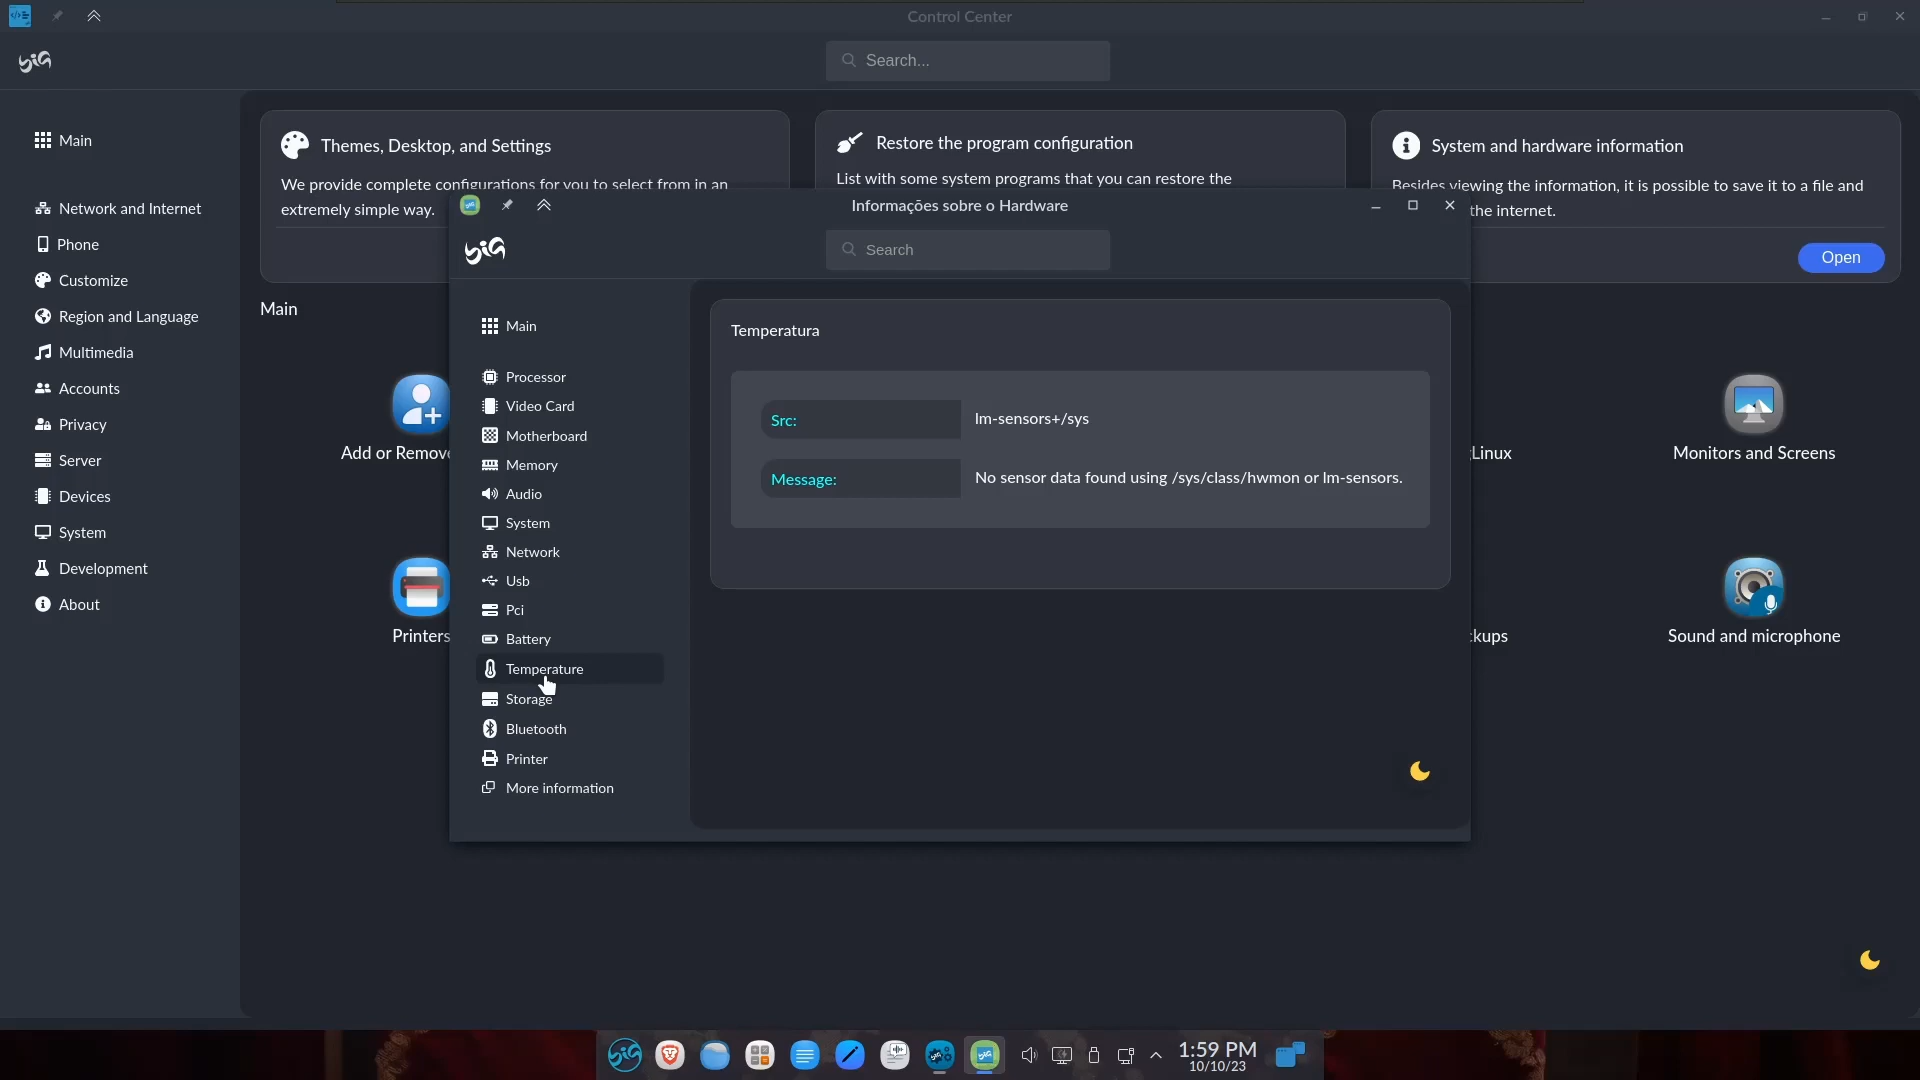 Control Center
Search...
Main
Network and Internet
Phone
Customize
Region and Language
Multimedia
Accounts
Privacy
Server
Devices
System
Development
About
Themes, Desktop, and Settings
We provide complete configurations for you to select from in an
extremely simple way.
Restore the program configuration
List with some system programs that you can restore the
System and hardware information
Besides viewing the information, it is possible to save it to a file and
the internet.
Open
Main
Add or Remove
Linux
Monitors and Screens
Printers
ckups
Sound and microphone
Informações sobre o Hardware
Search
Main
Processor
Video Card
Motherboard
Memory
Audio
System
Network
Usb
Pci
Battery
Temperature
Storage
Bluetooth
Printer
More information
Temperatura
Src: lm-sensors+/sys
Message: No sensor data found using /sys/class/hwmon or lm-sensors.
1:59 PM
10/10/23